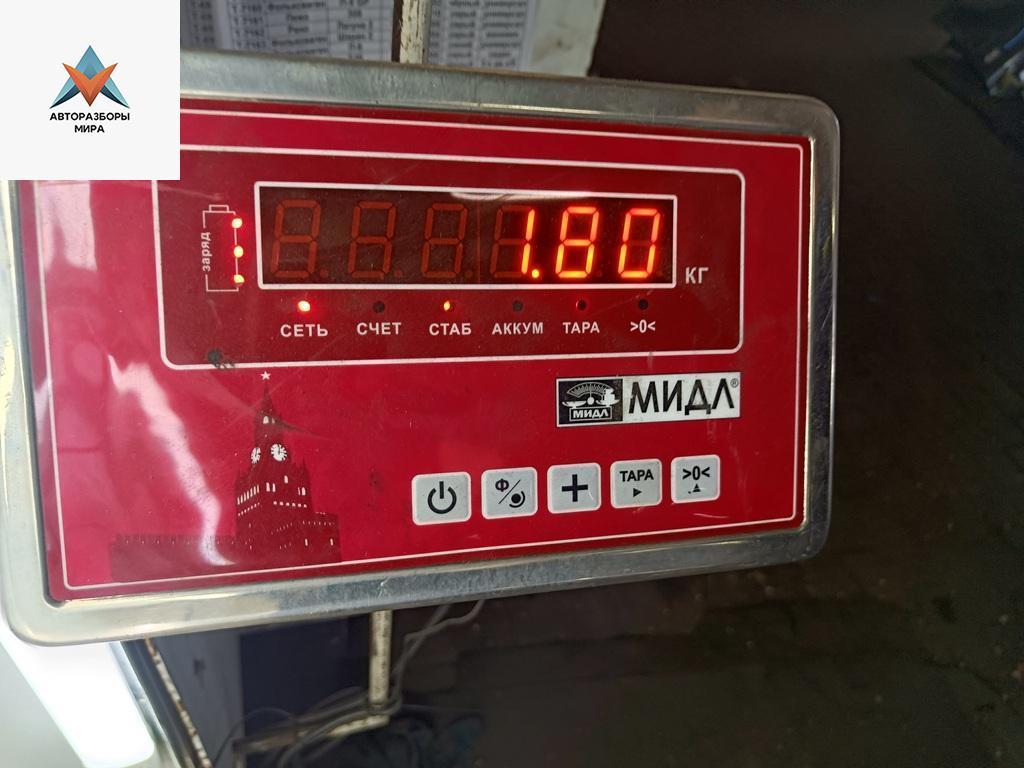 АВТОРАЗБОРЫ
МИРА
заряд
1.80
КГ
СЕТЬ СЧЕТ СТАБ АККУМ ТАРА >0<
МИДЛ МИДЛ®
Ф ТАРА >0<